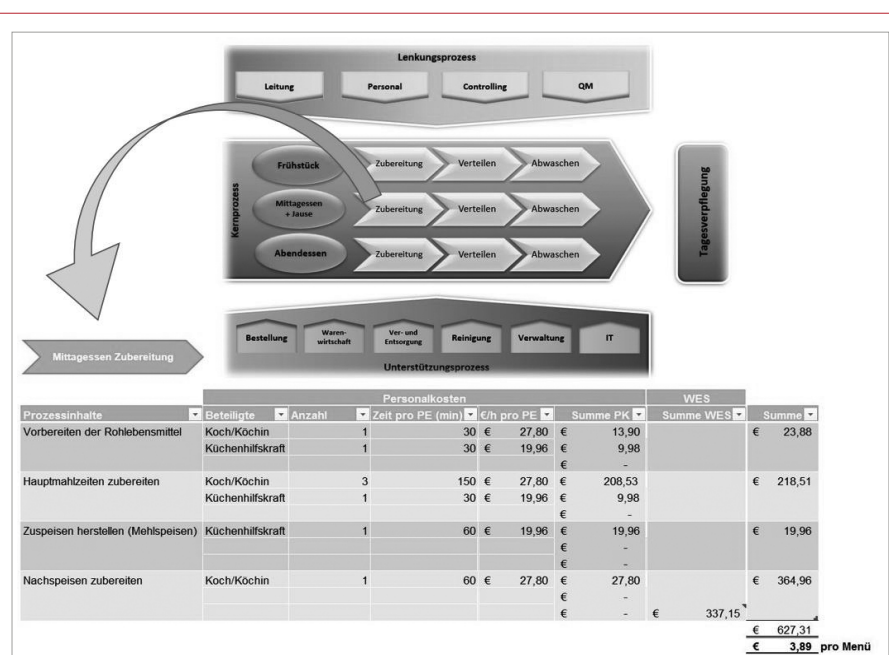 Lenkungsprozess
Leitung Personal Controlling QM
Kernprozess
Frühstück Zubereitung Verteilen Abwaschen
Mittagessen
+ Jause
Zubereitung Verteilen Abwaschen
Abendessen Zubereitung Verteilen Abwaschen
Tagesverpflegung
Bestellung Waren-
wirtschaft
Ver- und
Entsorgung
Reinigung Verwaltung IT
Unterstützungsprozess
Mittagessen Zubereitung
Personalkosten WES
Prozessinhalte Beteiligte Anzahl Zeit pro PE (min) €/h pro PE Summe PK Summe WES Summe
Vorbereiten der Rohlebensmittel Koch/Köchin 1 30 € 27,80 € 13,90 € 23,88
Küchenhilfskraft 1 30 € 19,96 € 9,98
€ -
Hauptmahlzeiten zubereiten Koch/Köchin 3 150 € 27,80 € 208,53 € 218,51
Küchenhilfskraft 1 30 € 19,96 € 9,98
€ -
Zuspeisen herstellen (Mehlspeisen) Küchenhilfskraft 1 60 € 19,96 € 19,96 € 19,96
€ -
€ -
Nachspeisen zubereiten Koch/Köchin 1 60 € 27,80 € 27,80 € 364,96
€ -
€ - € 337,15
€ 627,31
€ 3,89 pro Menü